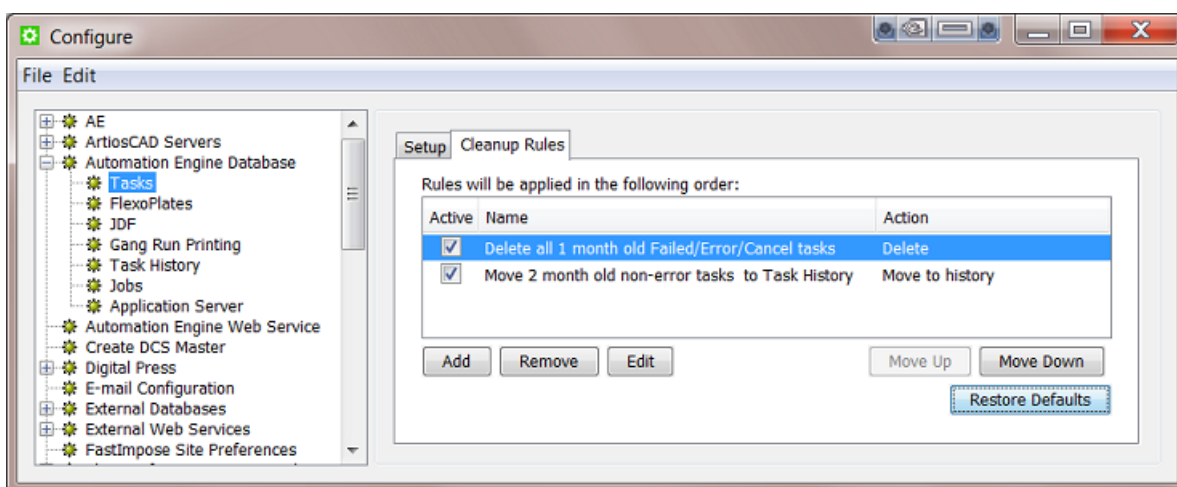 Configure
File Edit
AE
ArtiosCAD Servers
Automation Engine Database
Tasks
FlexoPlates
JDF
Gang Run Printing
Task History
Jobs
Application Server
Automation Engine Web Service
Create DCS Master
Digital Press
E-mail Configuration
External Databases
External Web Services
FastImpose Site Preferences
Setup Cleanup Rules
Rules will be applied in the following order:
Active Name Action
Delete all 1 month old Failed/Error/Cancel tasks Delete
Move 2 month old non-error tasks to Task History Move to history
Add Remove Edit Move Up Move Down
Restore Defaults